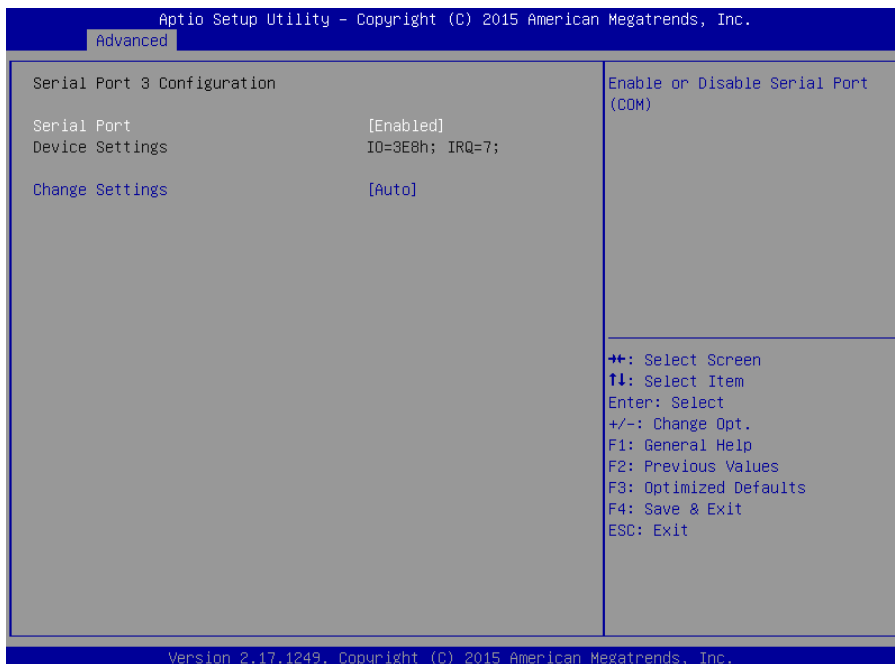 Aptio Setup Utility – Copyright (C) 2015 American Megatrends, Inc.
Advanced
Serial Port 3 Configuration
Serial Port [Enabled]
Device Settings IO=3E8h; IRQ=7;
Change Settings [Auto]
Enable or Disable Serial Port
(COM)
→←: Select Screen
↑↓: Select Item
Enter: Select
+/-: Change Opt.
F1: General Help
F2: Previous Values
F3: Optimized Defaults
F4: Save & Exit
ESC: Exit
Version 2.17.1249. Copyright (C) 2015 American Megatrends, Inc.